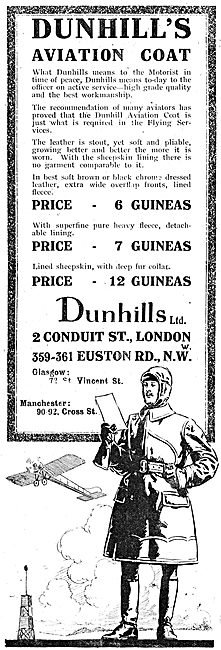 DUNHILL'S
AVIATION COAT
What Dunhills means to the Motorist in
time of peace, Dunhills means to-day to the
officer on active service—high grade quality
and the best workmanship.
The recommendation of many aviators has
proved that the Dunhill Aviation Coat is
just what is required in the Flying Ser-
vices.
The leather is stout, yet soft and pliable,
growing better and better the more it is
worn. With the sheepskin lining there is
no garment comparable to it.
In best soft brown or black chrome dressed
leather, extra wide overflap fronts, lined
fleece.
PRICE - 6 GUINEAS
With superfine pure heavy fleece, detach-
able lining.
PRICE - 7 GUINEAS
Lined sheepskin, with deep fur collar.
PRICE - 12 GUINEAS
Dunhills Ltd.
2 CONDUIT ST., LONDON
W.
359-361 EUSTON RD., N.W.
Glasgow:
72 St Vincent St.
Manchester:
90-92, Cross St.